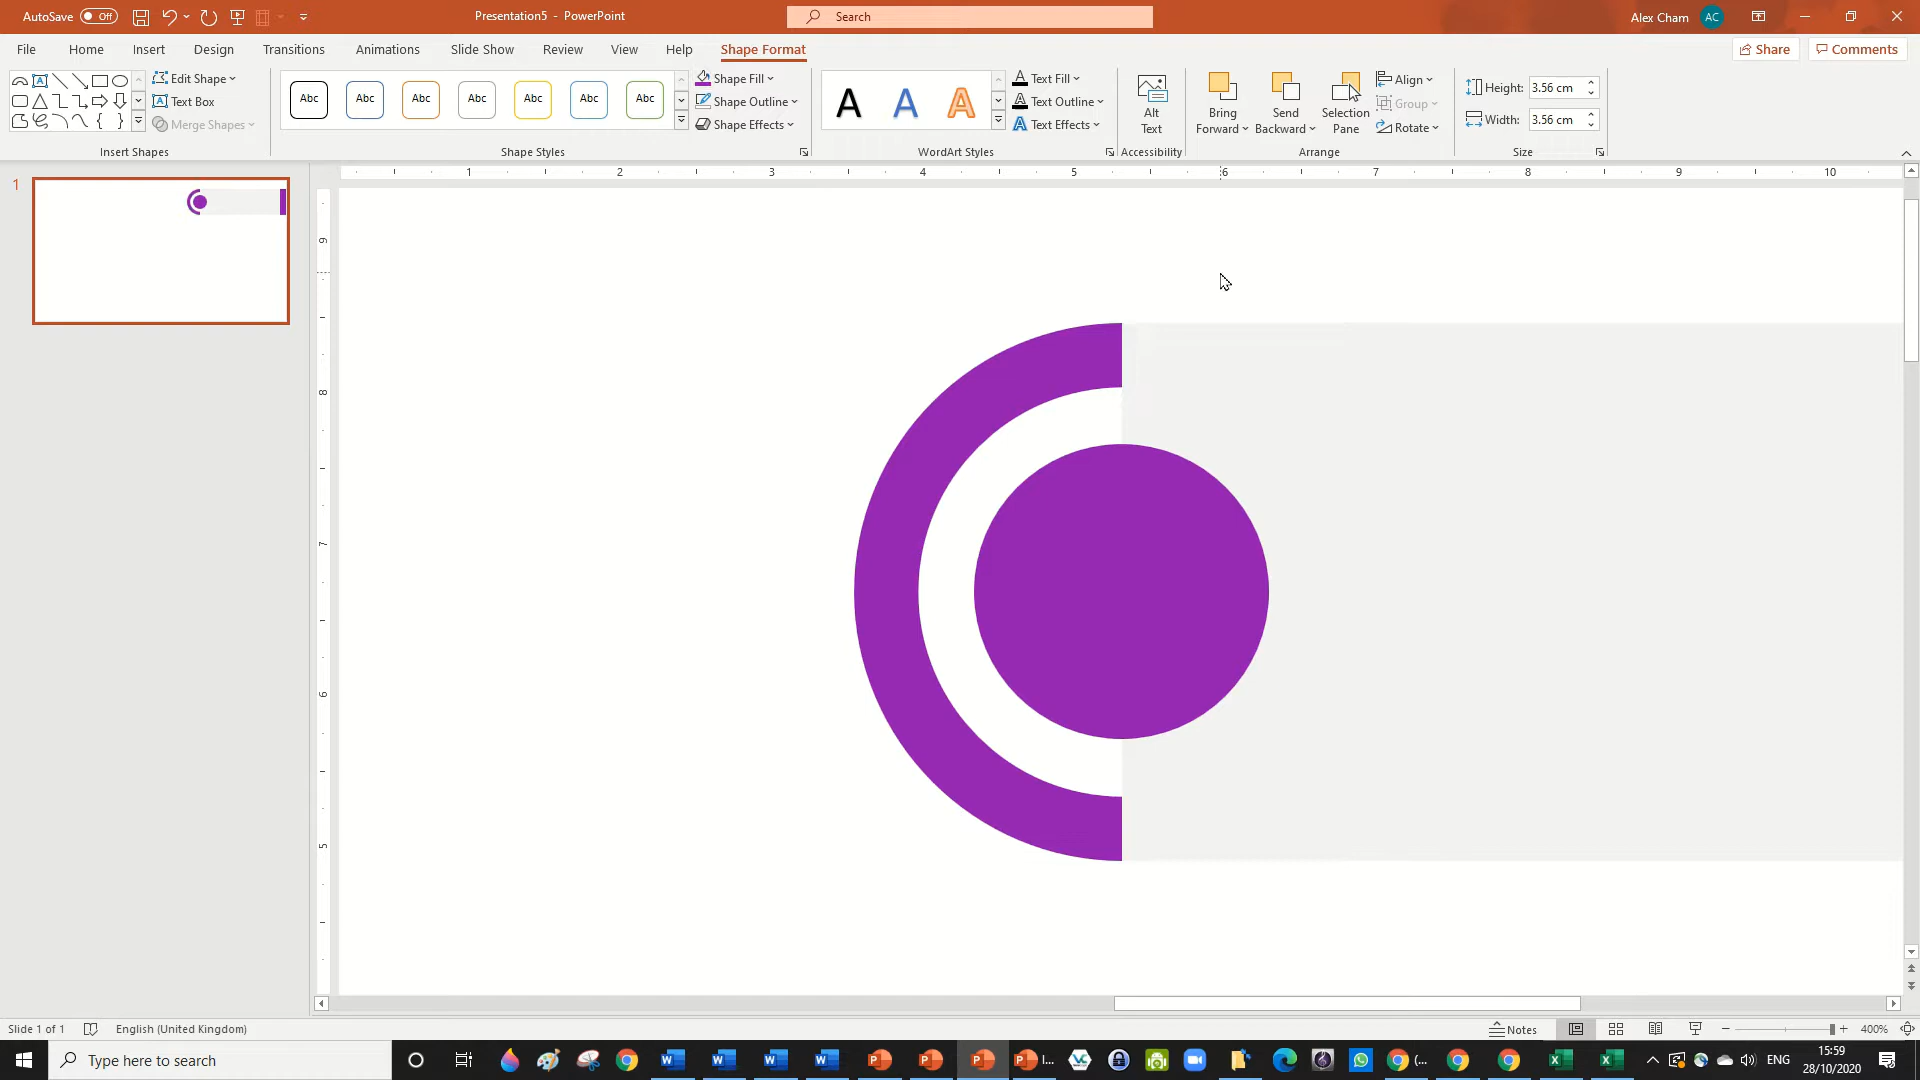 AutoSave Off
Presentation5 - PowerPoint
Search
Alex Cham AC
File Home Insert Design Transitions Animations Slide Show Review View Help Shape Format
Share Comments
Edit Shape
Text Box
Merge Shapes
Insert Shapes
Abc Abc Abc Abc Abc Abc Abc
Shape Fill
Shape Outline
Shape Effects
Shape Styles
A A A
Text Fill
Text Outline
Text Effects
WordArt Styles
Alt
Text
Accessibility
Bring
Forward
Send
Backward
Selection
Pane
Align
Group
Rotate
Arrange
Height: 3.56 cm
Width: 3.56 cm
Size
1
1 2 3 4 5 6 7 8 9 10
9
8
7
6
5
Slide 1 of 1
English (United Kingdom)
Notes
400%
Type here to search
I...
(...
ENG
15:59
28/10/2020